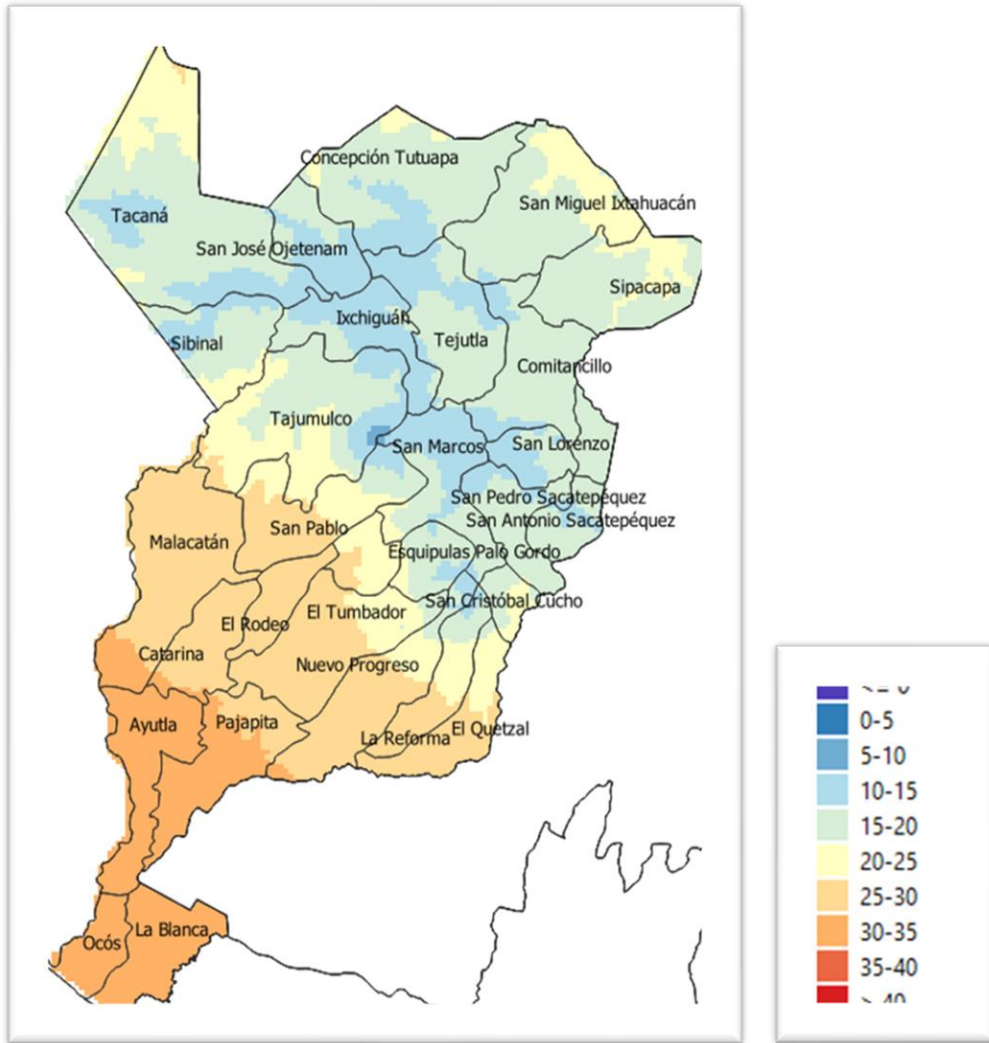 Concepción Tutuapa
San Miguel Ixtahuacán
Tacaná
San José Ojetenam
Sipacapa
Ixchiguán
Sibinal
Tejutla
Comitancillo
Tajumulco
San Marcos
San Lorenzo
San Pedro Sacatepéquez
San Antonio Sacatepéquez
San Pablo
Malacatán
Esquipulas Palo Gordo
San Cristóbal Cucho
El Tumbador
El Rodeo
Catarina
Nuevo Progreso
Ayutla
Pajapita
La Reforma
El Quetzal
La Blanca
Ocós
0-5
5-10
10-15
15-20
20-25
25-30
30-35
35-40